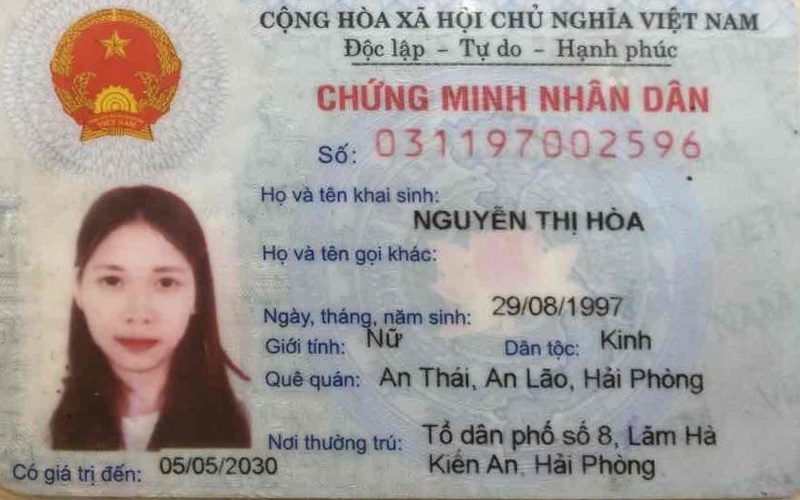 CỘNG HÒA XÃ HỘI CHỦ NGHĨA VIỆT NAM
Độc lập - Tự do - Hạnh phúc
CHỨNG MINH NHÂN DÂN
Số: 031197002596
Họ và tên khai sinh:
NGUYỄN THỊ HÒA
Họ và tên gọi khác:
Ngày, tháng, năm sinh: 29/08/1997
Giới tính: Nữ Dân tộc: Kinh
Quê quán: An Thái, An Lão, Hải Phòng
Nơi thường trú: Tổ dân phố số 8, Lãm Hà
Kiến An, Hải Phòng
Có giá trị đến: 05/05/2030